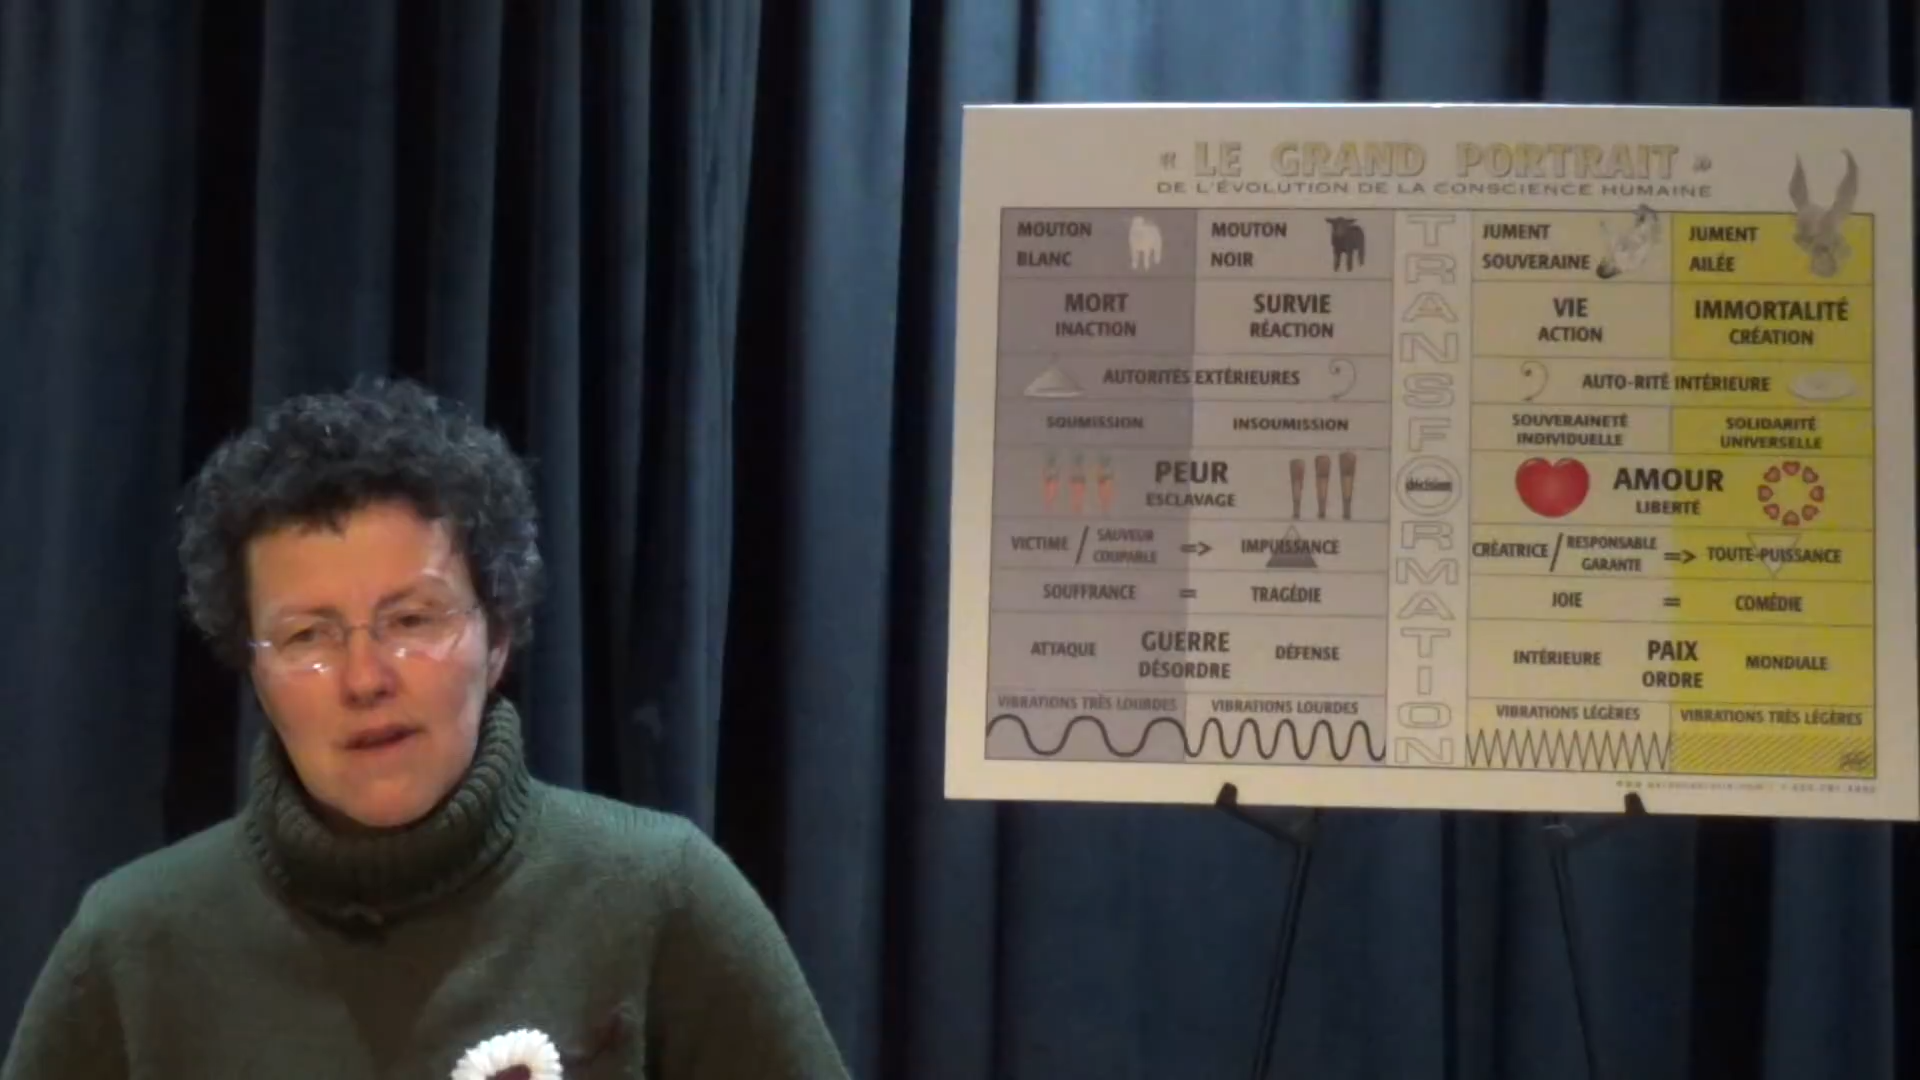 « LE GRAND PORTRAIT »
DE L'ÉVOLUTION DE LA CONSCIENCE HUMAINE
MOUTON BLANC
MOUTON NOIR
JUMENT SOUVERAINE
JUMENT AILÉE
MORT
INACTION
SURVIE
RÉACTION
VIE
ACTION
IMMORTALITÉ
CRÉATION
AUTORITÉS EXTÉRIEURES
AUTO-RITÉ INTÉRIEURE
SOUMISSION
INSOUMISSION
SOUVERAINETÉ
INDIVIDUELLE
SOLIDARITÉ
UNIVERSELLE
PEUR
ESCLAVAGE
décision
AMOUR
LIBERTÉ
VICTIME / SAUVEUR COUPABLE => IMPUISSANCE
CRÉATRICE / RESPONSABLE GARANTE => TOUTE-PUISSANCE
SOUFFRANCE = TRAGÉDIE
JOIE = COMÉDIE
ATTAQUE
GUERRE
DÉSORDRE
DÉFENSE
INTÉRIEURE
PAIX
ORDRE
MONDIALE
VIBRATIONS TRÈS LOURDES
VIBRATIONS LOURDES
VIBRATIONS LÉGÈRES
VIBRATIONS TRÈS LÉGÈRES
TRANSFORMATION